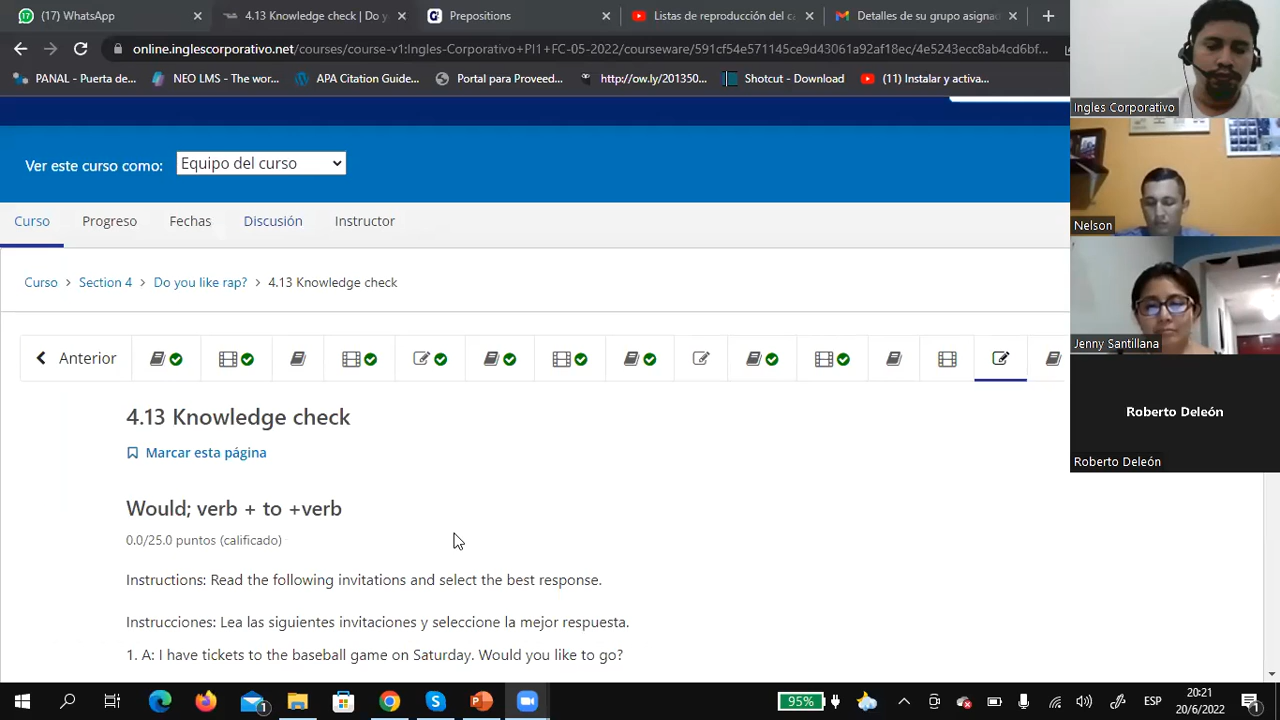 (17) WhatsApp
4.13 Knowledge check | Do y
Prepositions
Listas de reproducción del c
Detalles de su grupo asigna
online.inglescorporativo.net/courses/course-v1:Ingles-Corporativo+PI1+FC-05-2022/courseware/591cf54e571145ce9d43061a92af18ec/4e5243ecc8ab4cd6bf...
PANAL - Puerta de...
NEO LMS - The wor...
APA Citation Guide...
Portal para Proveed...
http://ow.ly/201350...
Shotcut - Download
(11) Instalar y activa...
Ver este curso como:
Equipo del curso
Curso
Progreso
Fechas
Discusión
Instructor
Curso > Section 4 > Do you like rap? > 4.13 Knowledge check
Anterior
4.13 Knowledge check
Marcar esta página
Would; verb + to +verb
0.0/25.0 puntos (calificado)
Instructions: Read the following invitations and select the best response.
Instrucciones: Lea las siguientes invitaciones y seleccione la mejor respuesta.
1. A: I have tickets to the baseball game on Saturday. Would you like to go?
Ingles Corporativo
Nelson
Jenny Santillana
Roberto Deleón
Roberto Deleón
1
95%
ESP
20:21
20/6/2022
1